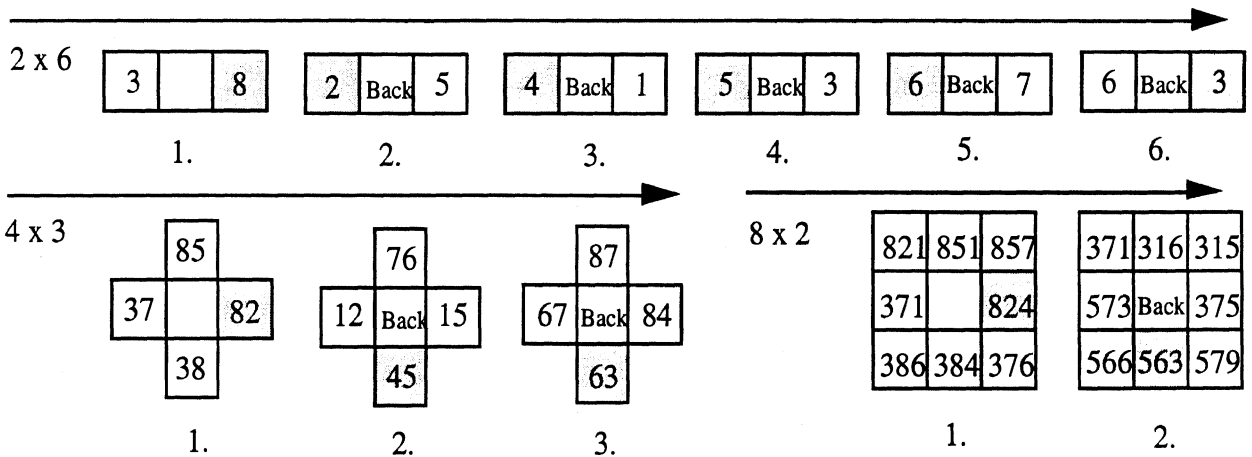 2 x 6
3 8
2 Back 5
4 Back 1
5 Back 3
6 Back 7
6 Back 3
1. 2. 3. 4. 5. 6.
4 x 3
85
37 82
38
76
12 Back 15
45
87
67 Back 84
63
1. 2. 3.
8 x 2
821 851 857
371 824
386 384 376
371 316 315
573 Back 375
566 563 579
1. 2.